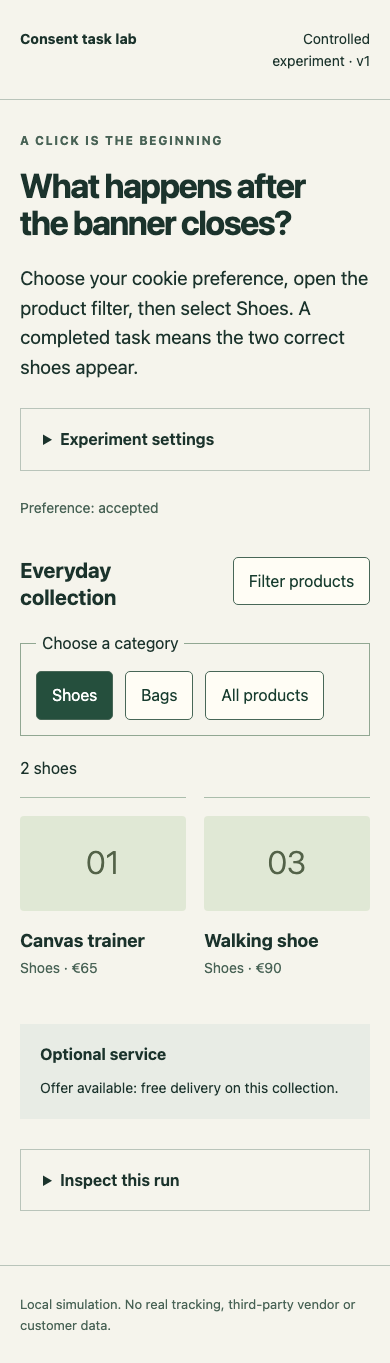 Consent task lab
Controlled
experiment · v1
A CLICK IS THE BEGINNING
What happens after
the banner closes?
Choose your cookie preference, open the
product filter, then select Shoes. A
completed task means the two correct
shoes appear.
▶ Experiment settings
Preference: accepted
Everyday
collection
Filter products
Choose a category
Shoes Bags All products
2 shoes
01 03
Canvas trainer Walking shoe
Shoes · €65 Shoes · €90
Optional service
Offer available: free delivery on this collection.
▶ Inspect this run
Local simulation. No real tracking, third-party vendor or
customer data.